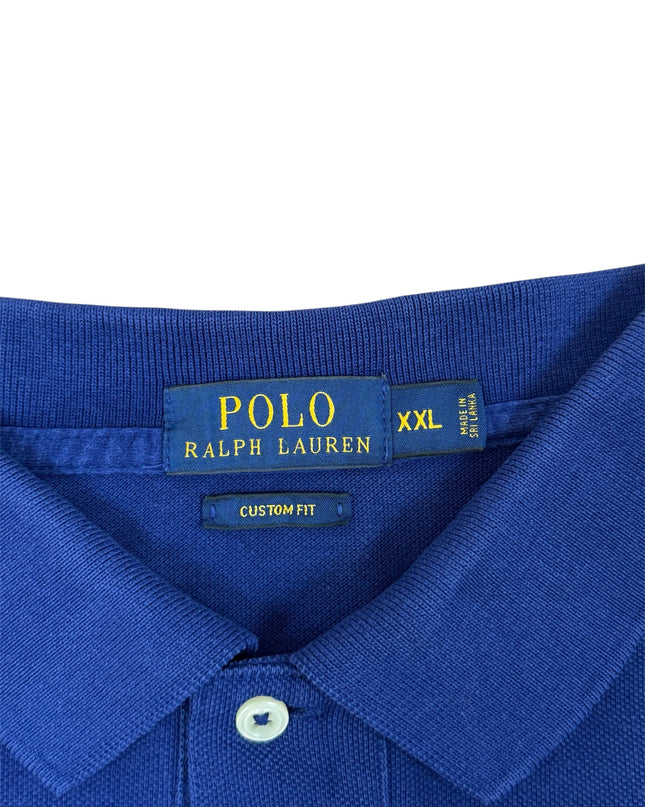 POLO
RALPH LAUREN
XXL
MADE IN
SRI LANKA
CUSTOM FIT